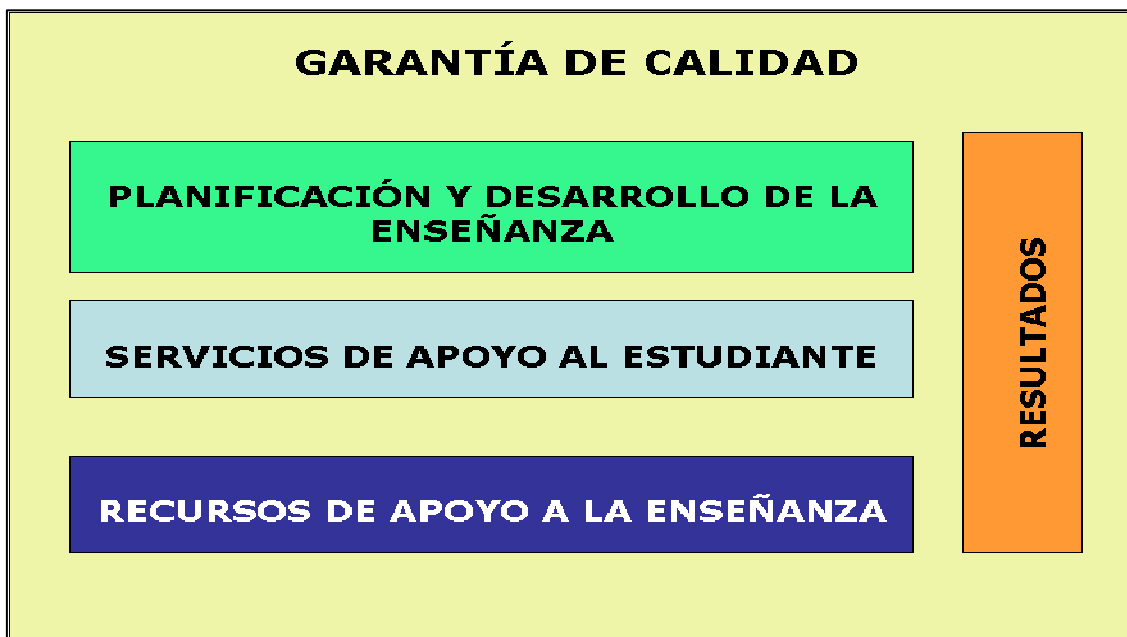 GARANTÍA DE CALIDAD
PLANIFICACIÓN Y DESARROLLO DE LA
ENSEÑANZA
SERVICIOS DE APOYO AL ESTUDIANTE
RECURSOS DE APOYO A LA ENSEÑANZA
RESULTADOS